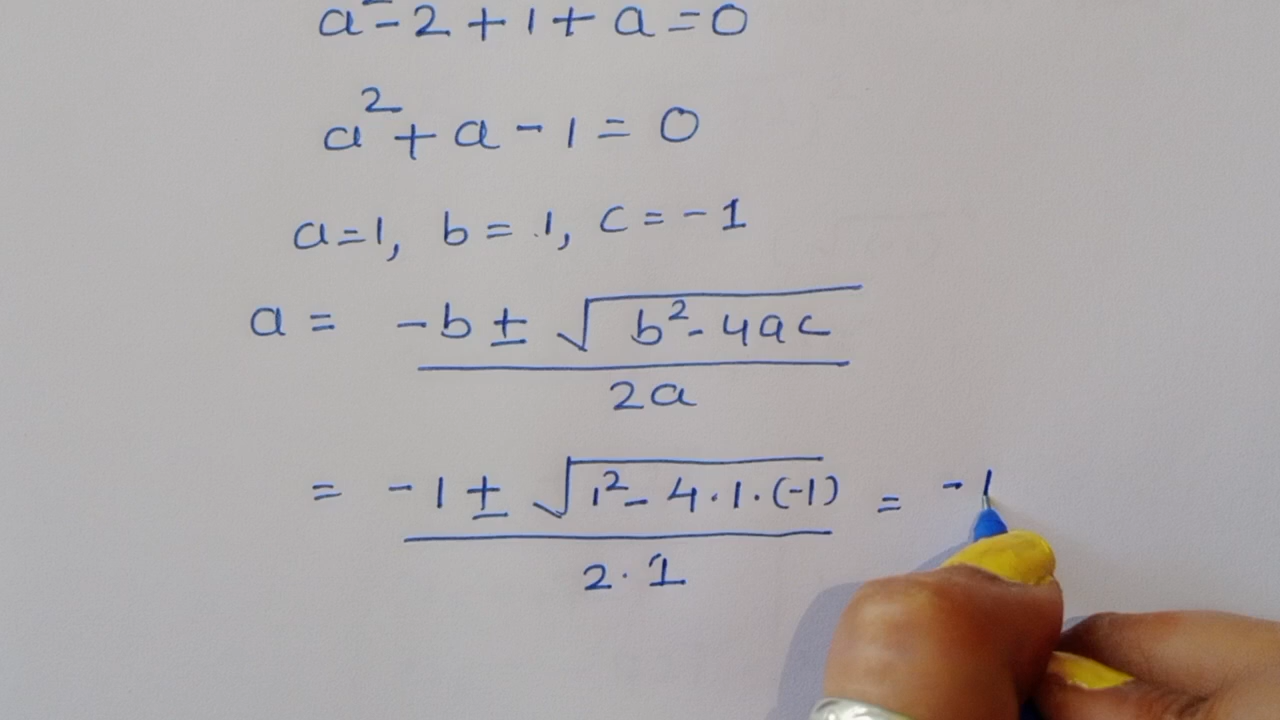 a² - 2 + 1 + a = 0
a² + a - 1 = 0
a = 1, b = 1, c = -1
a = (-b ± √(b² - 4ac)) / 2a
= (-1 ± √(1² - 4·1·(-1))) / 2·1 = -1